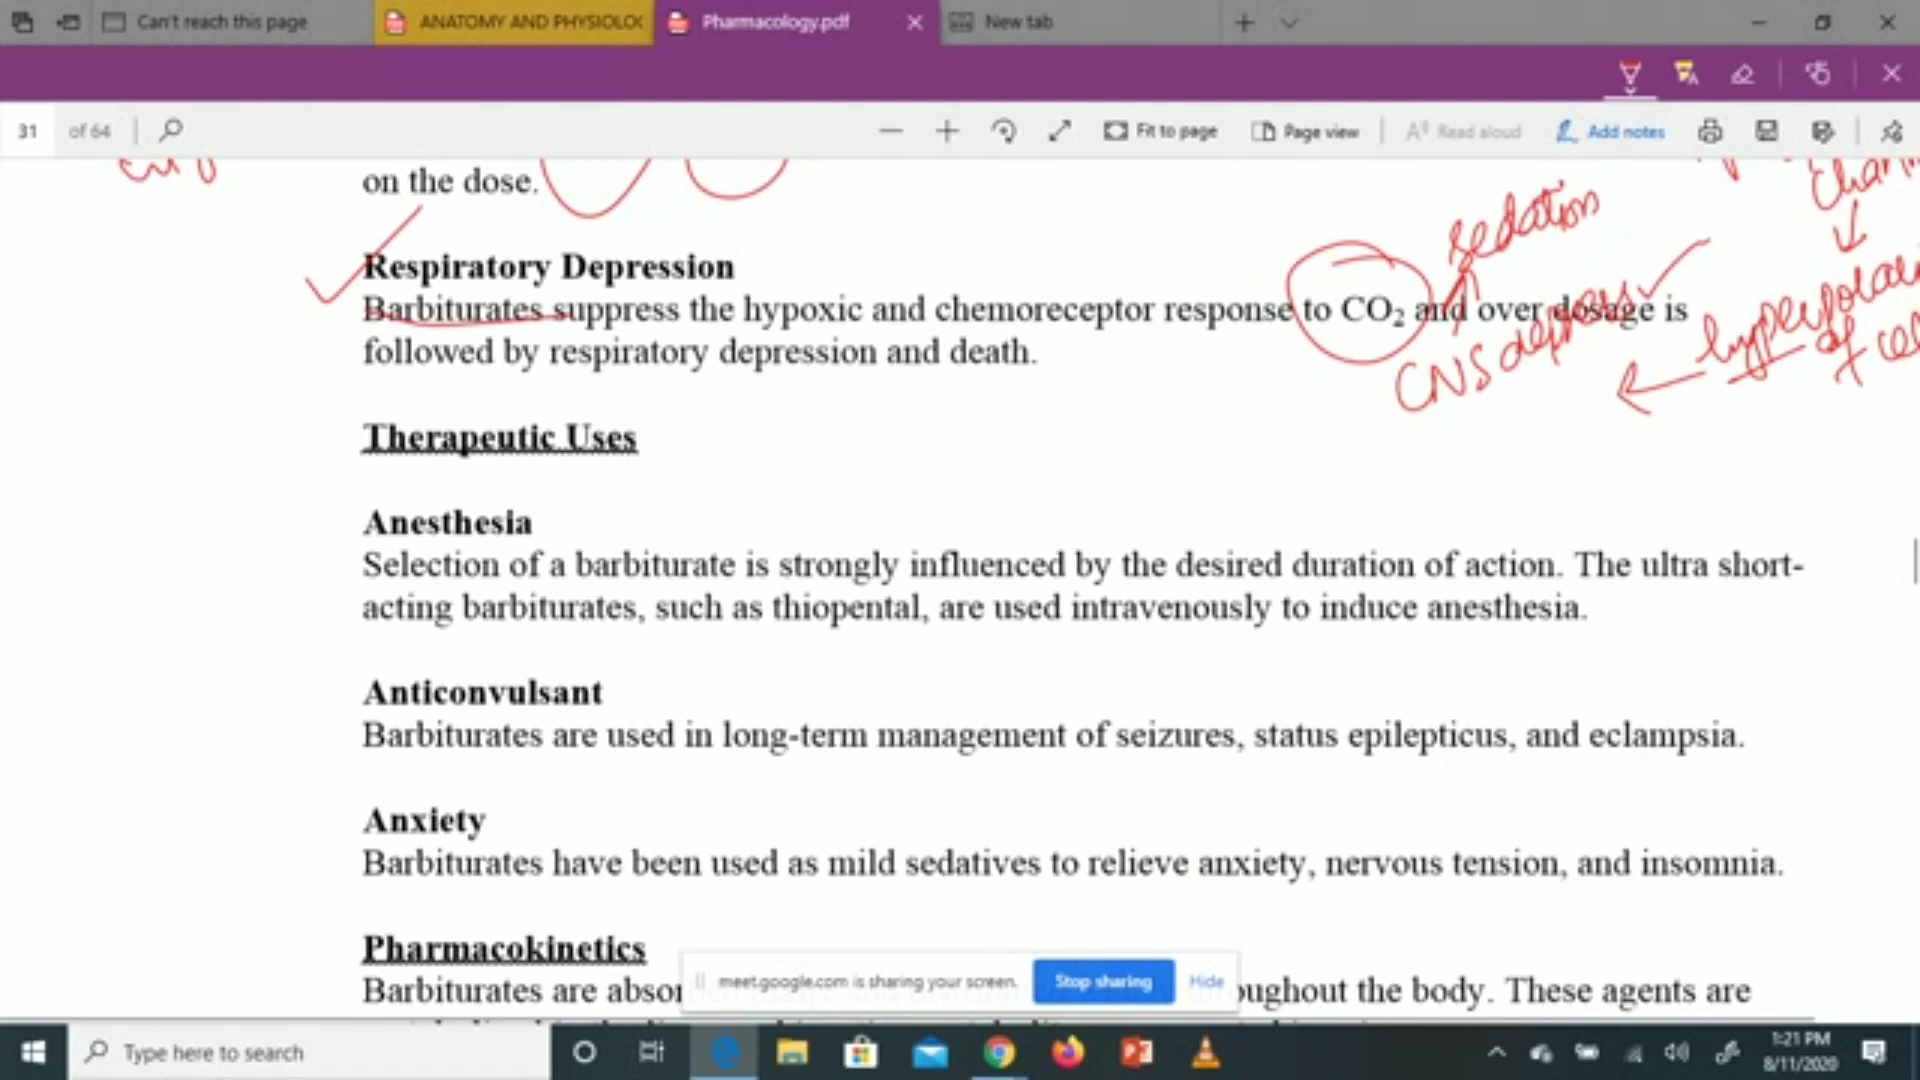 Can't reach this page
ANATOMY AND PHYSIOLO
Pharmacology.pdf
New tab
31 of 64
Fit to page
Page view
Read aloud
Add notes
on the dose.
sedation
Respiratory Depression
Barbiturates suppress the hypoxic and chemoreceptor response to CO2 and over dosage is
followed by respiratory depression and death.
CNS depress
of
Therapeutic Uses
Anesthesia
Selection of a barbiturate is strongly influenced by the desired duration of action. The ultra short-
acting barbiturates, such as thiopental, are used intravenously to induce anesthesia.
Anticonvulsant
Barbiturates are used in long-term management of seizures, status epilepticus, and eclampsia.
Anxiety
Barbiturates have been used as mild sedatives to relieve anxiety, nervous tension, and insomnia.
Pharmacokinetics
meet.google.com is sharing your screen.
Stop sharing
Hide
Barbiturates are absor
oughout the body. These agents are
Type here to search
1:21 PM
8/11/2020